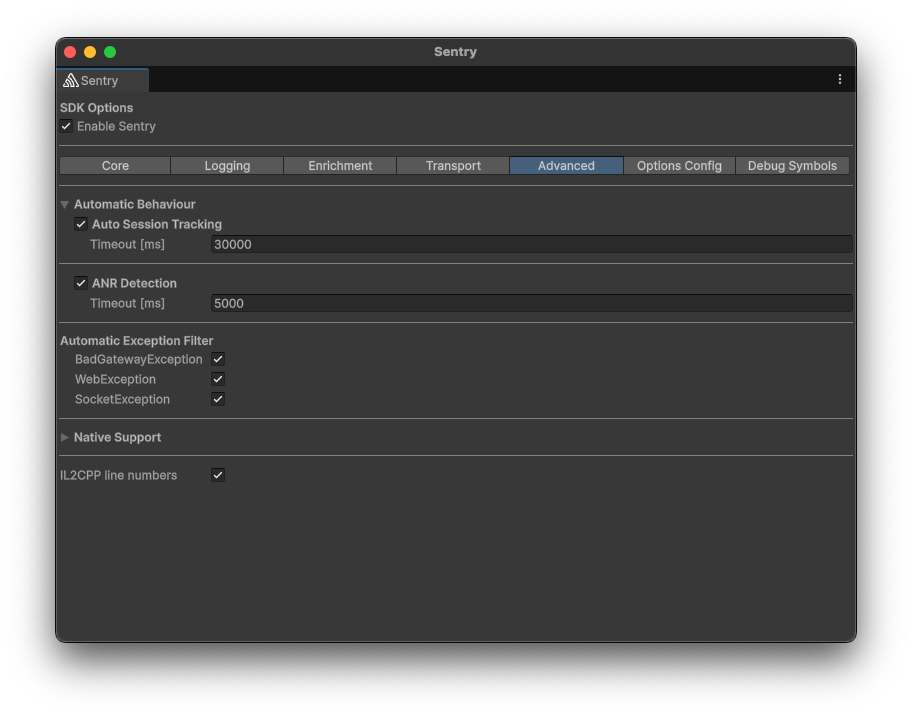 Sentry
Sentry
SDK Options
Enable Sentry
Core Logging Enrichment Transport Advanced Options Config Debug Symbols
Automatic Behaviour
Auto Session Tracking
Timeout [ms] 30000
ANR Detection
Timeout [ms] 5000
Automatic Exception Filter
BadGatewayException
WebException
SocketException
Native Support
IL2CPP line numbers